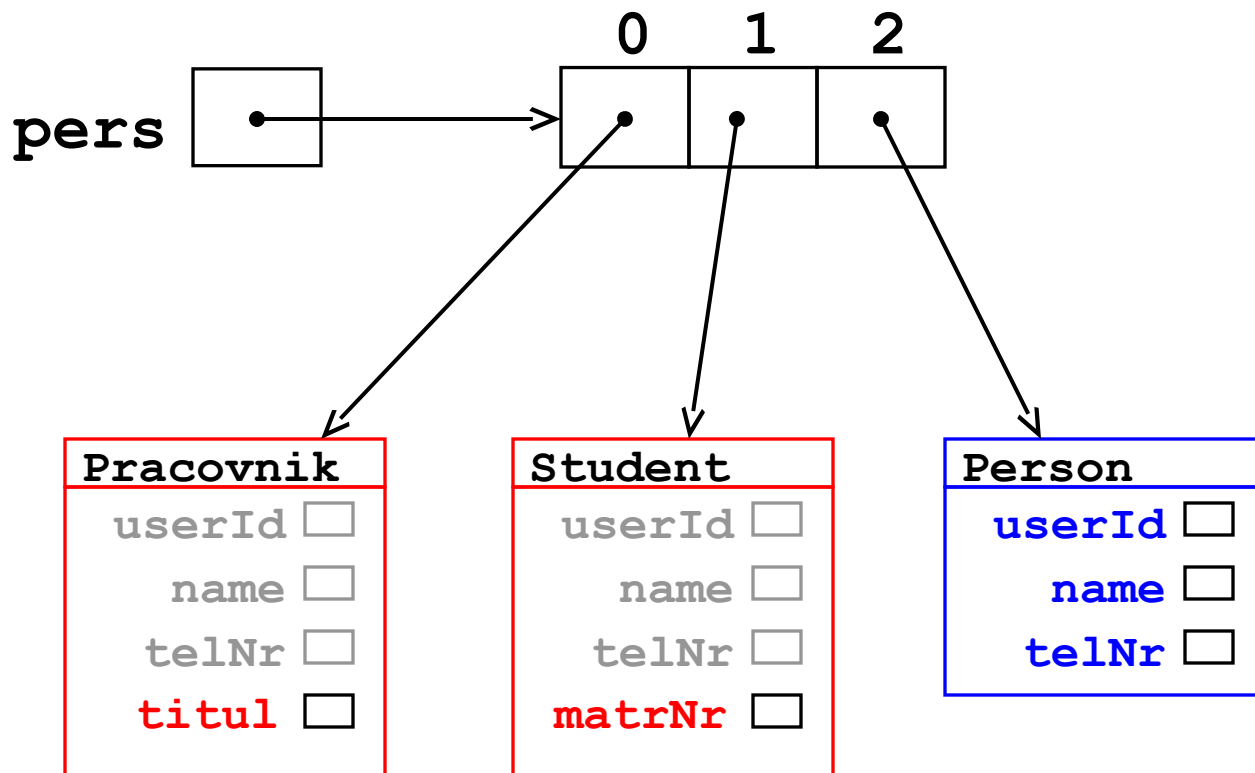 0 1 2
pers
Pracovnik
userId
name
telNr
titul
Student
userId
name
telNr
matrNr
Person
userId
name
telNr